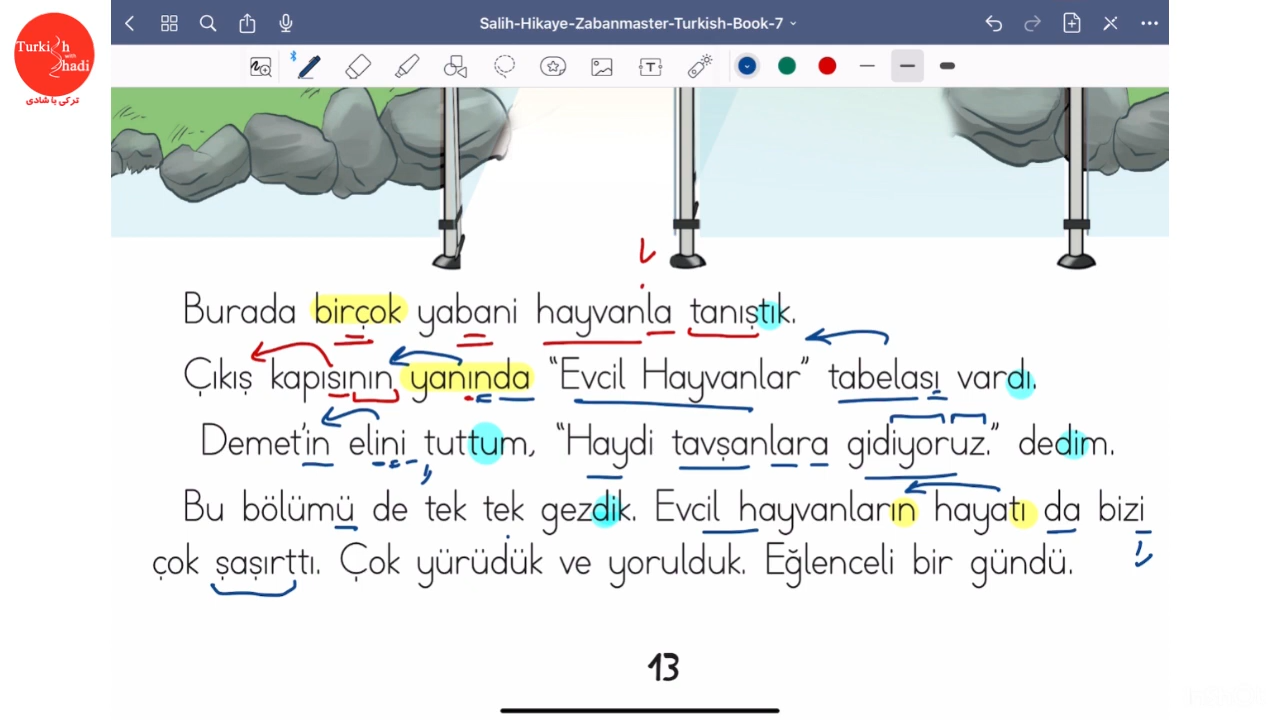 Turkish
with
Shadi
ترکی با شادی
Salih-Hikaye-Zabanmaster-Turkish-Book-7
Burada birçok yabani hayvanla tanıştık.
Çıkış kapısının yanında “Evcil Hayvanlar” tabelası vardı.
Demet'in elini tuttum, “Haydi tavşanlara gidiyoruz.” dedim.
Bu bölümü de tek tek gezdik. Evcil hayvanların hayatı da bizi
çok şaşırttı. Çok yürüdük ve yorulduk. Eğlenceli bir gündü.
13